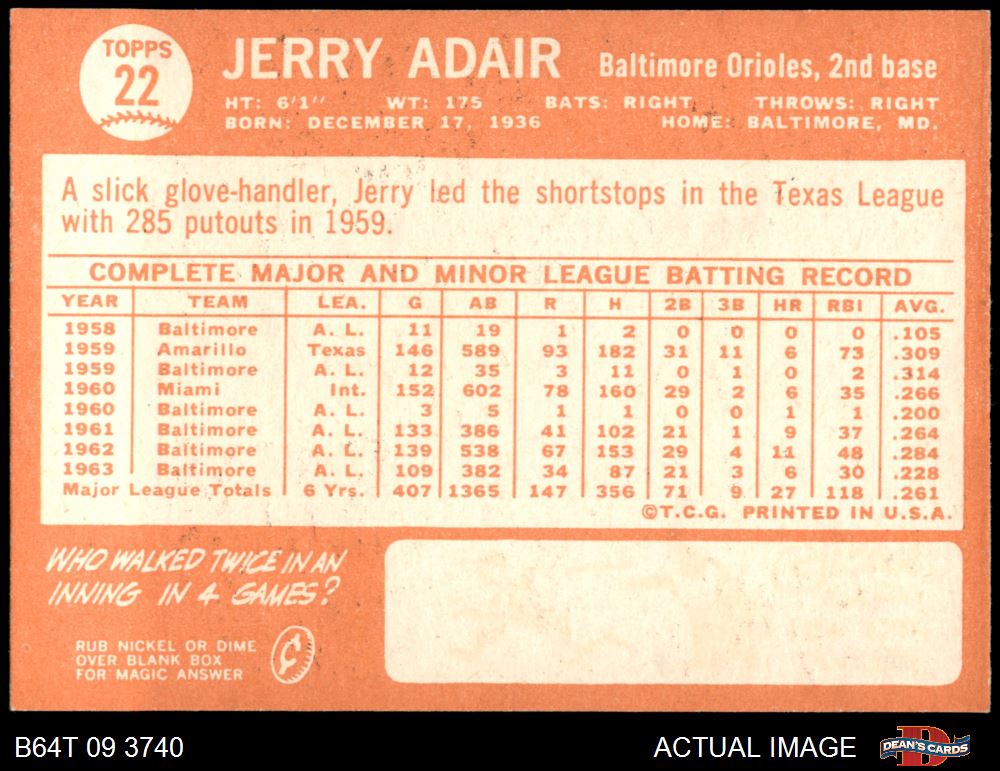 TOPPS
22
JERRY ADAIR
Baltimore Orioles, 2nd base
HT: 6'1" WT: 175 BATS: RIGHT THROWS: RIGHT
BORN: DECEMBER 17, 1936 HOME: BALTIMORE, MD.
A slick glove-handler, Jerry led the shortstops in the Texas League
with 285 putouts in 1959.
COMPLETE MAJOR AND MINOR LEAGUE BATTING RECORD
YEAR TEAM LEA. G AB R H 2B 3B HR RBI AVG.
1958 Baltimore A. L. 11 19 1 2 0 0 0 0 .105
1959 Amarillo Texas 146 589 93 182 31 11 6 73 .309
1959 Baltimore A. L. 12 35 3 11 0 1 0 2 .314
1960 Miami Int. 152 602 78 160 29 2 6 35 .266
1960 Baltimore A. L. 3 5 1 1 0 0 1 1 .200
1961 Baltimore A. L. 133 386 41 102 21 1 9 37 .264
1962 Baltimore A. L. 139 538 67 153 29 4 11 48 .284
1963 Baltimore A. L. 109 382 34 87 21 3 6 30 .228
Major League Totals 6 Yrs. 407 1365 147 356 71 9 27 118 .261
©T.C.G. PRINTED IN U.S.A.
WHO WALKED TWICE IN AN
INNING IN 4 GAMES?
RUB NICKEL OR DIME
OVER BLANK BOX
FOR MAGIC ANSWER
¢
B64T 09 3740
ACTUAL IMAGE
DEAN'S CARDS